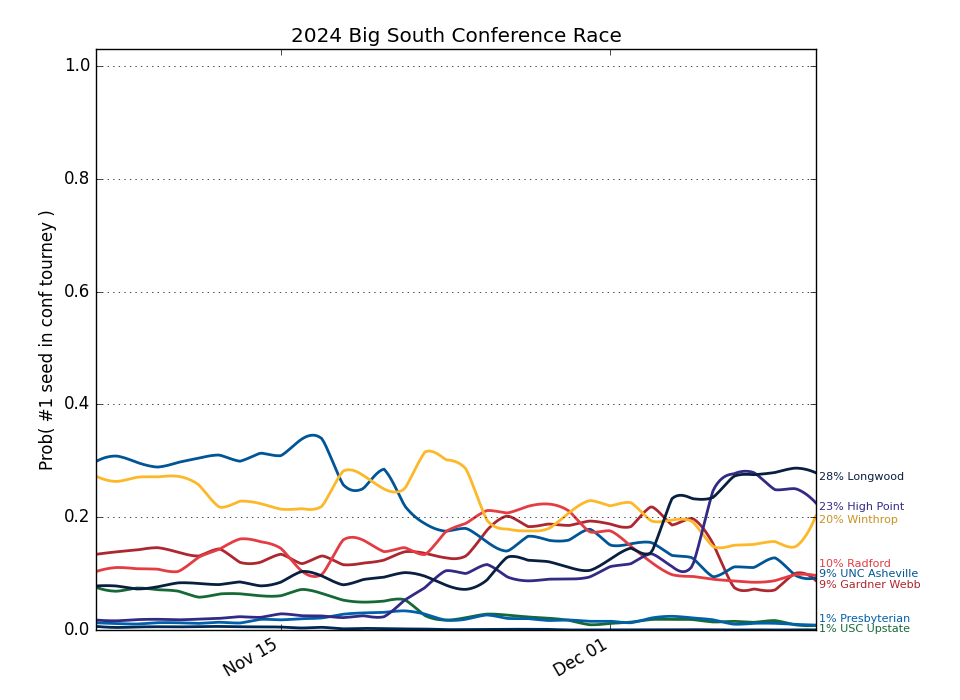 2024 Big South Conference Race
Prob( #1 seed in conf tourney )
1.0
0.8
0.6
0.4
0.2
0.0
Nov 15
Dec 01
28% Longwood
23% High Point
20% Winthrop
10% Radford
9% UNC Asheville
9% Gardner Webb
1% Presbyterian
1% USC Upstate